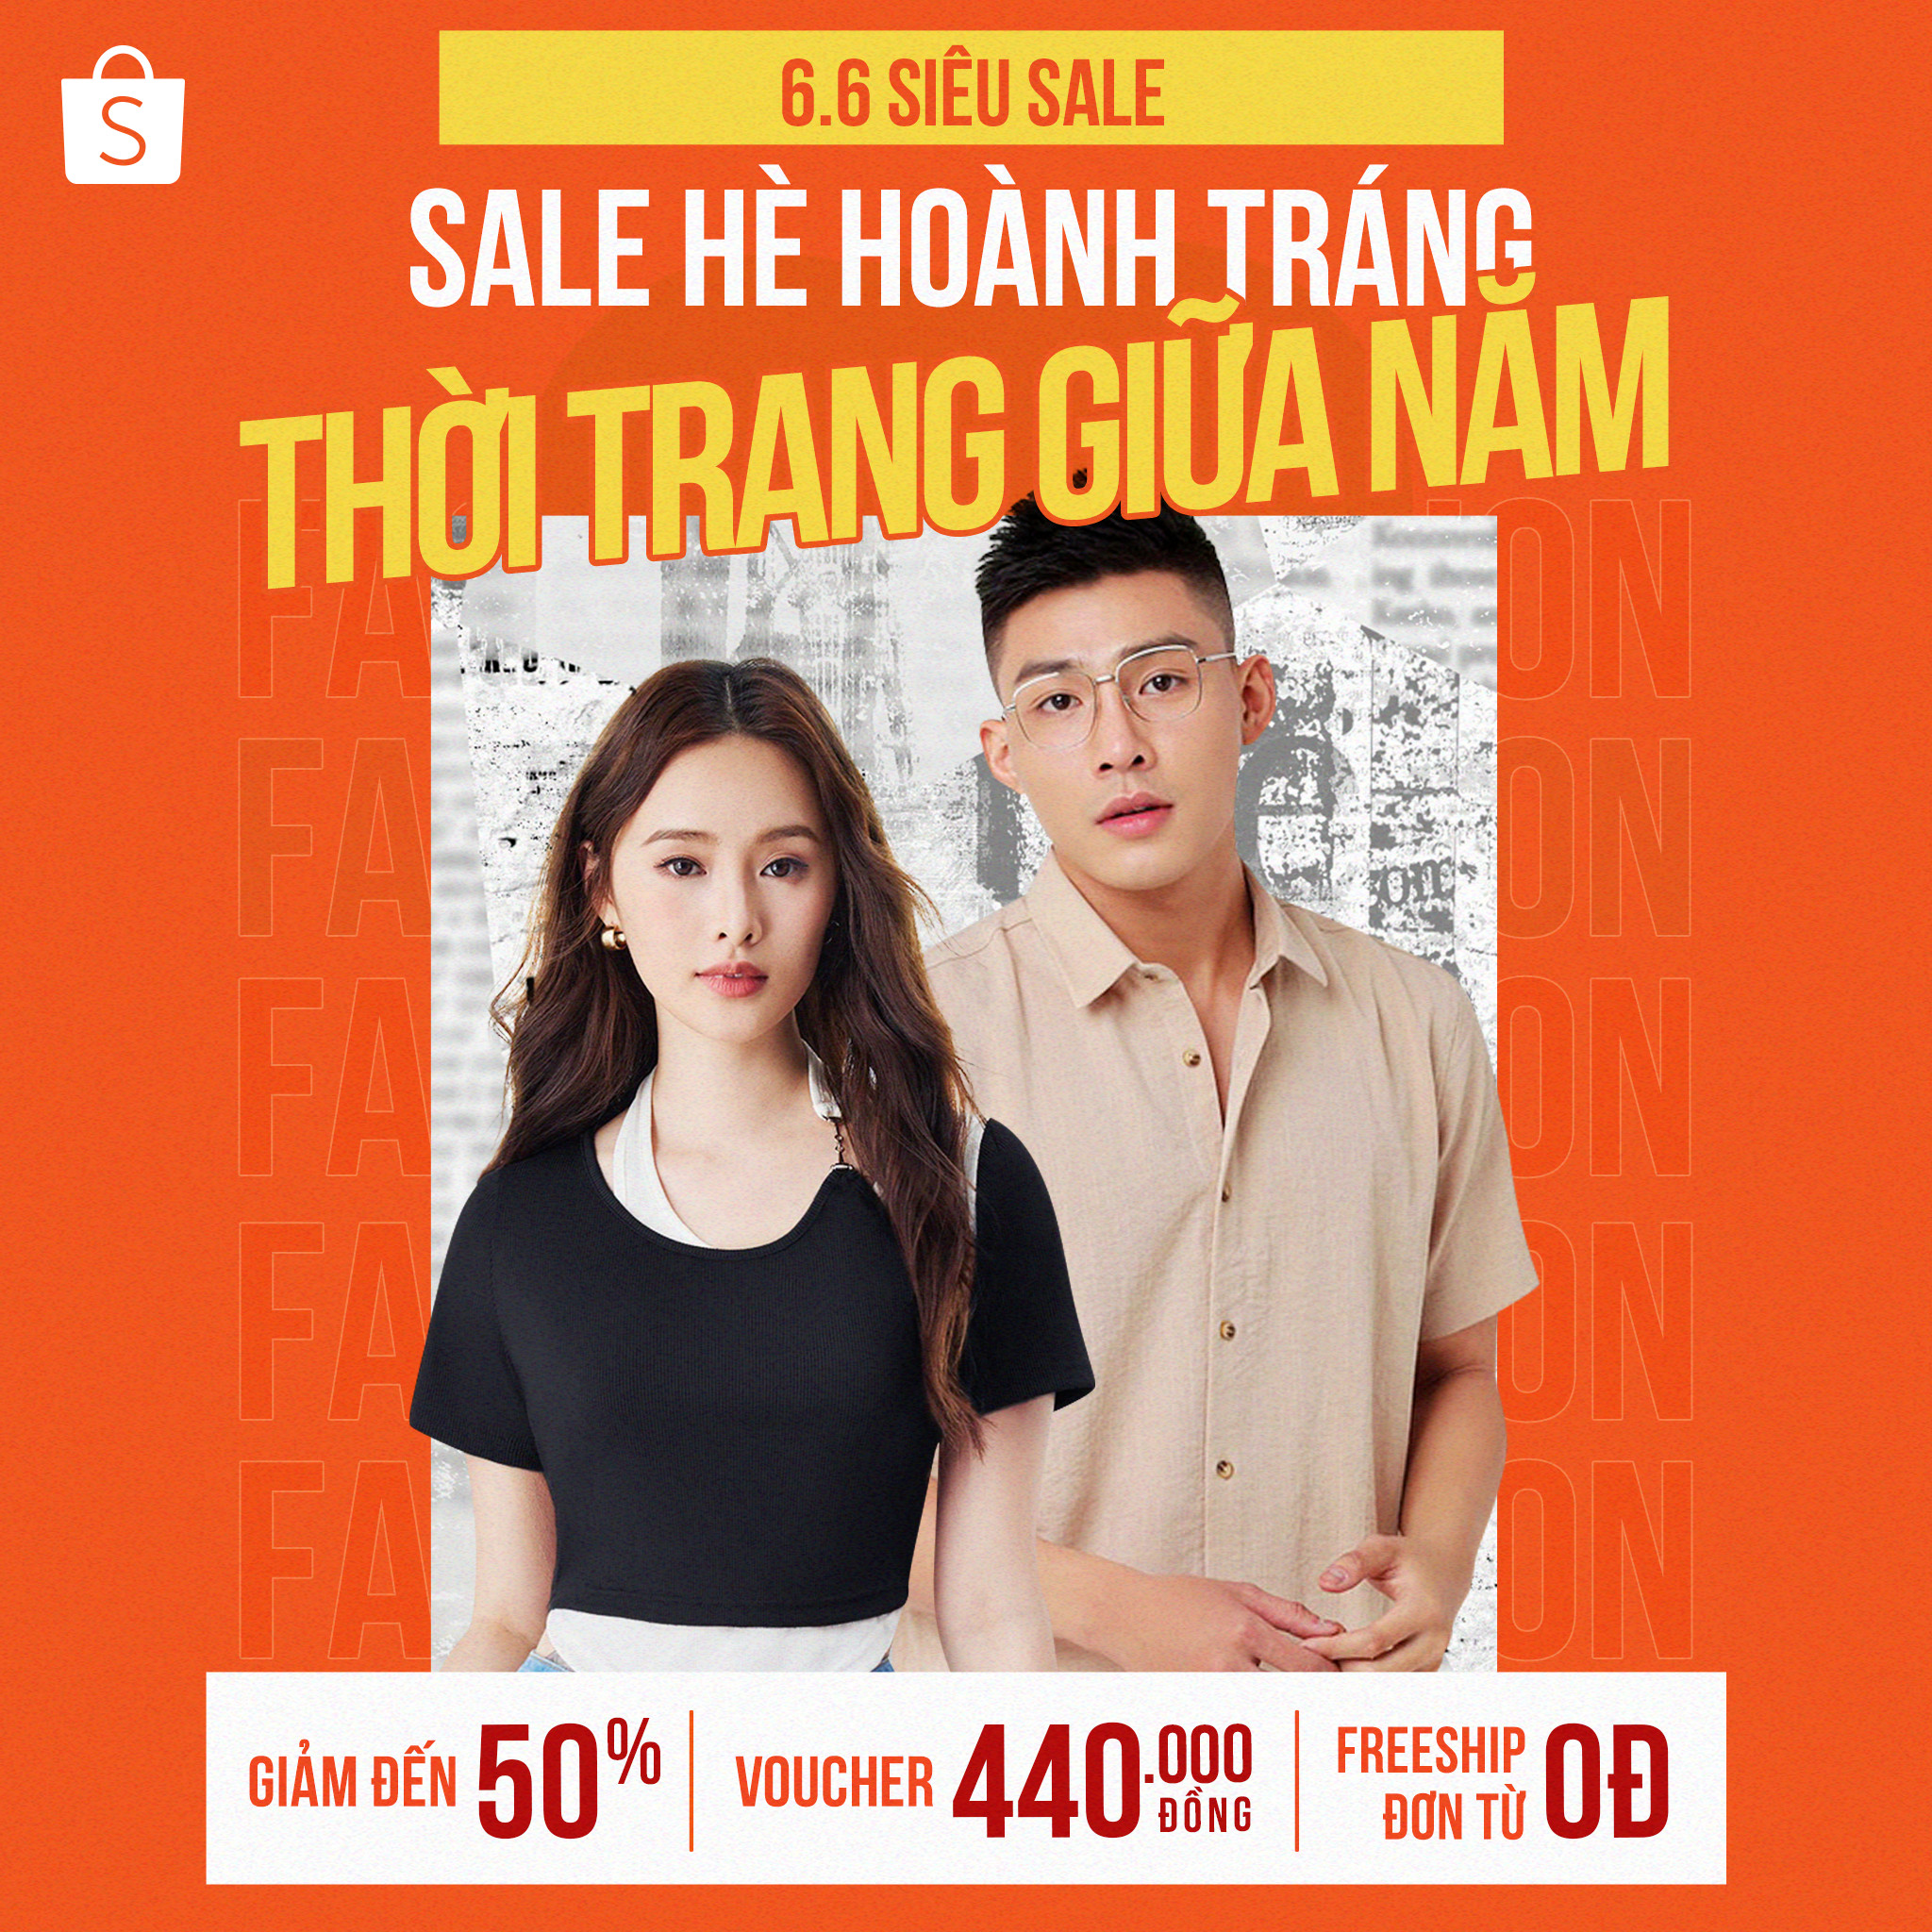 S
6.6 SIÊU SALE
SALE HÈ HOÀNH TRÁNG
THỜI TRANG GIỮA NĂM
GIẢM ĐẾN 50%
VOUCHER 440.000 ĐỒNG
FREESHIP ĐƠN TỪ 0Đ